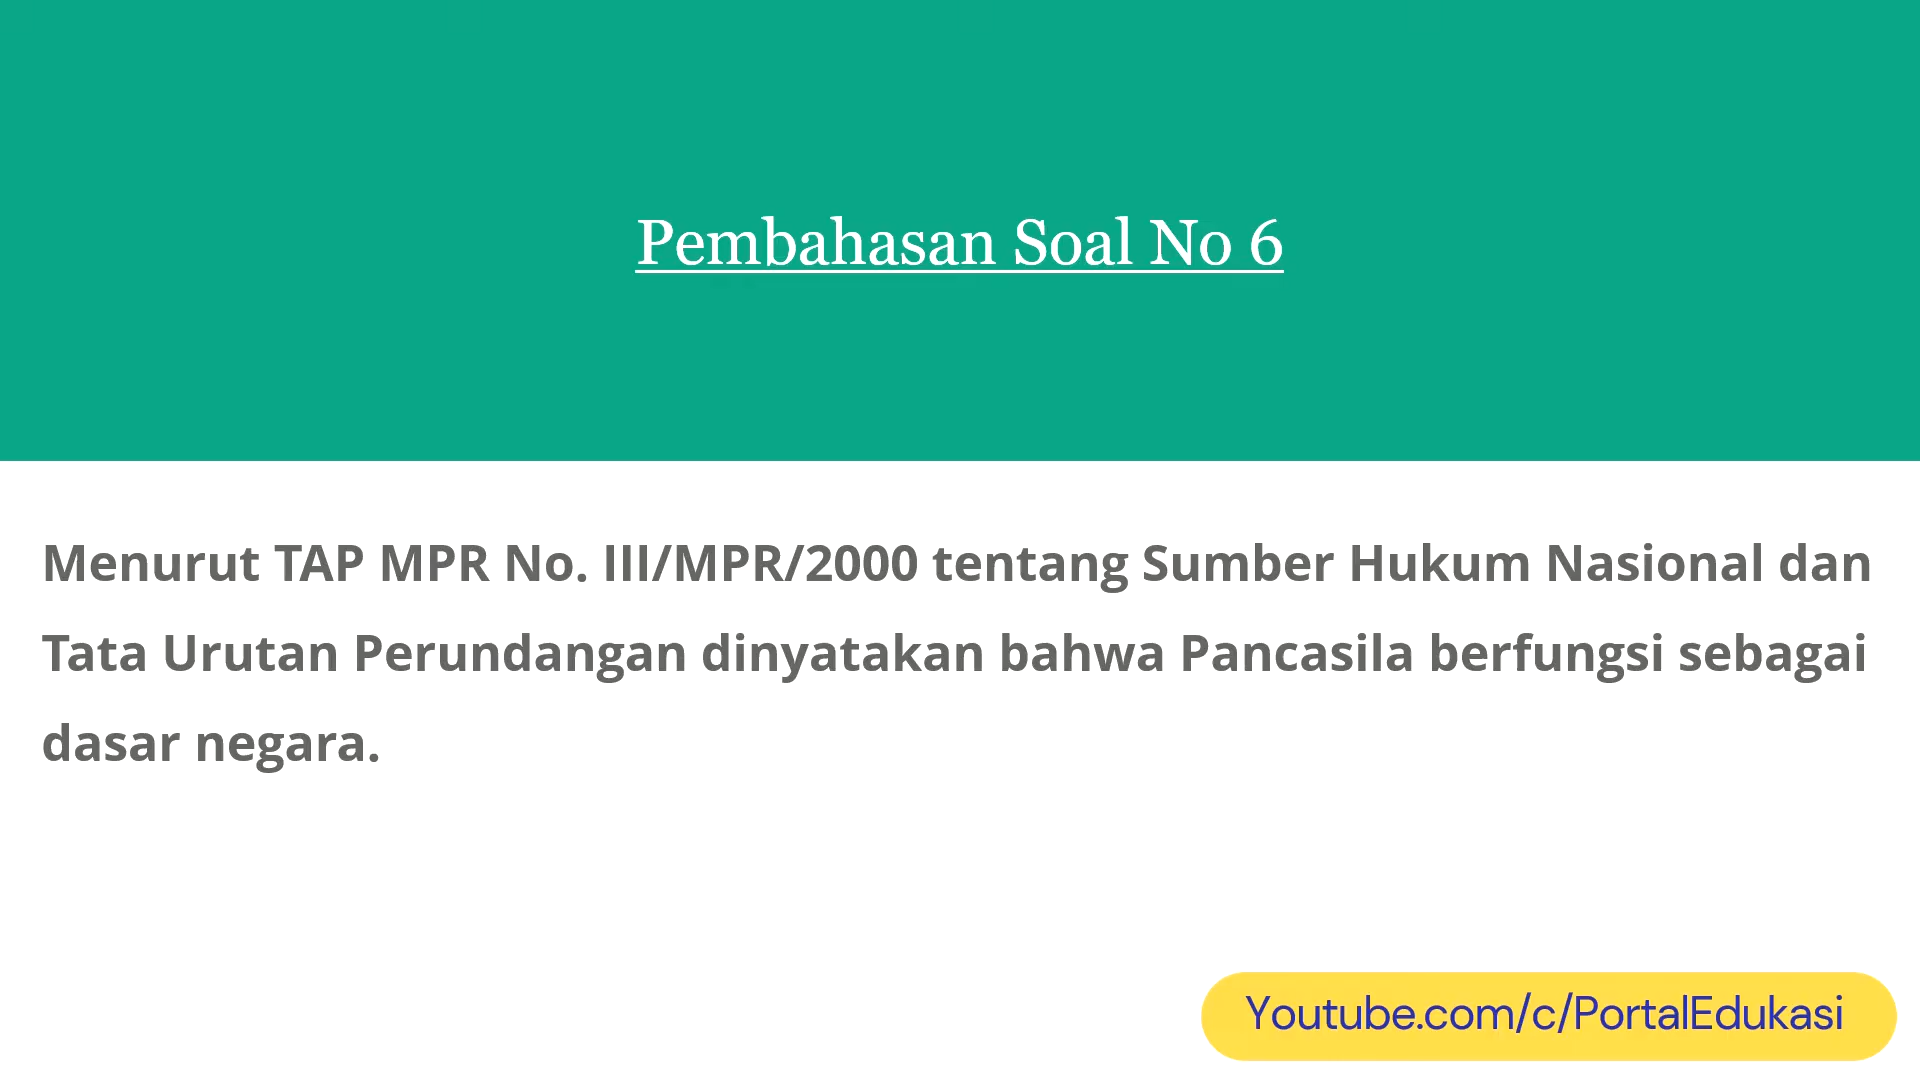 Pembahasan Soal No 6
Menurut TAP MPR No. III/MPR/2000 tentang Sumber Hukum Nasional dan
Tata Urutan Perundangan dinyatakan bahwa Pancasila berfungsi sebagai
dasar negara.
Youtube.com/c/PortalEdukasi